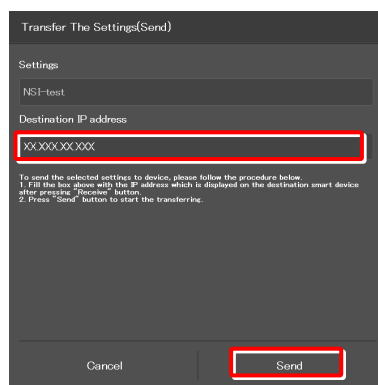 Transfer The Settings(Send)
Settings
NSI-test
Destination IP address
XX.XXX.XX.XXX
To send the selected settings to device, please follow the procedure below.
1. Fill the box above with the IP address which is displayed on the destination smart device
after pressing "Receive" button.
2. Press "Send" button to start the transferring.
Cancel
Send